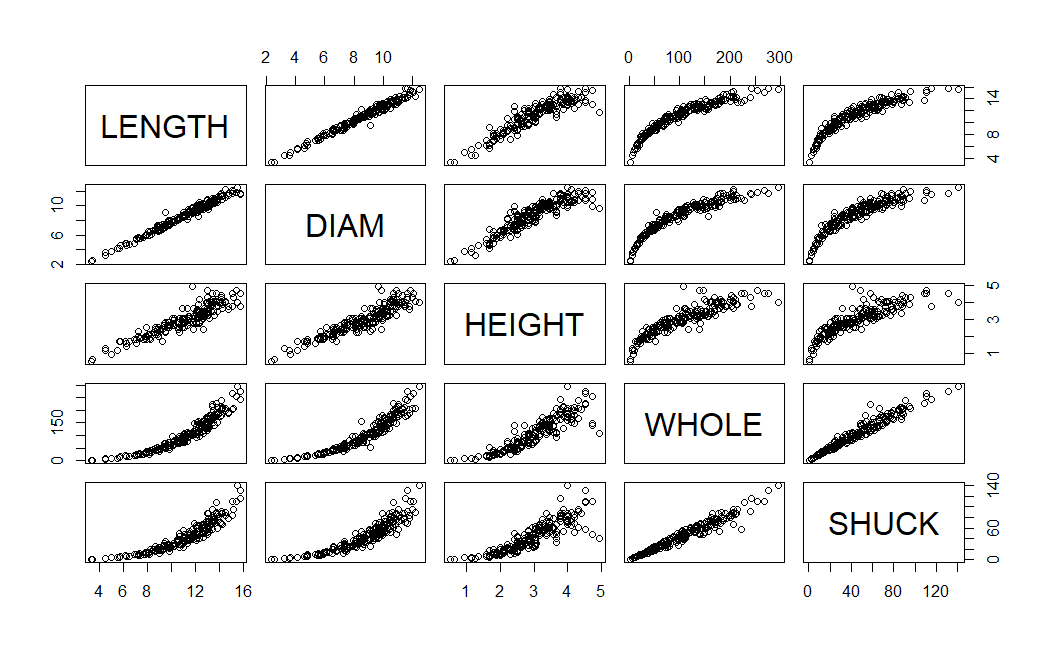 2 4 6 8 10
0 100 200 300
LENGTH
4 8 14
2 6 10
DIAM
HEIGHT
1 3 5
0 150
WHOLE
SHUCK
0 60 140
4 6 8 12 16
1 2 3 4 5
0 40 80 120